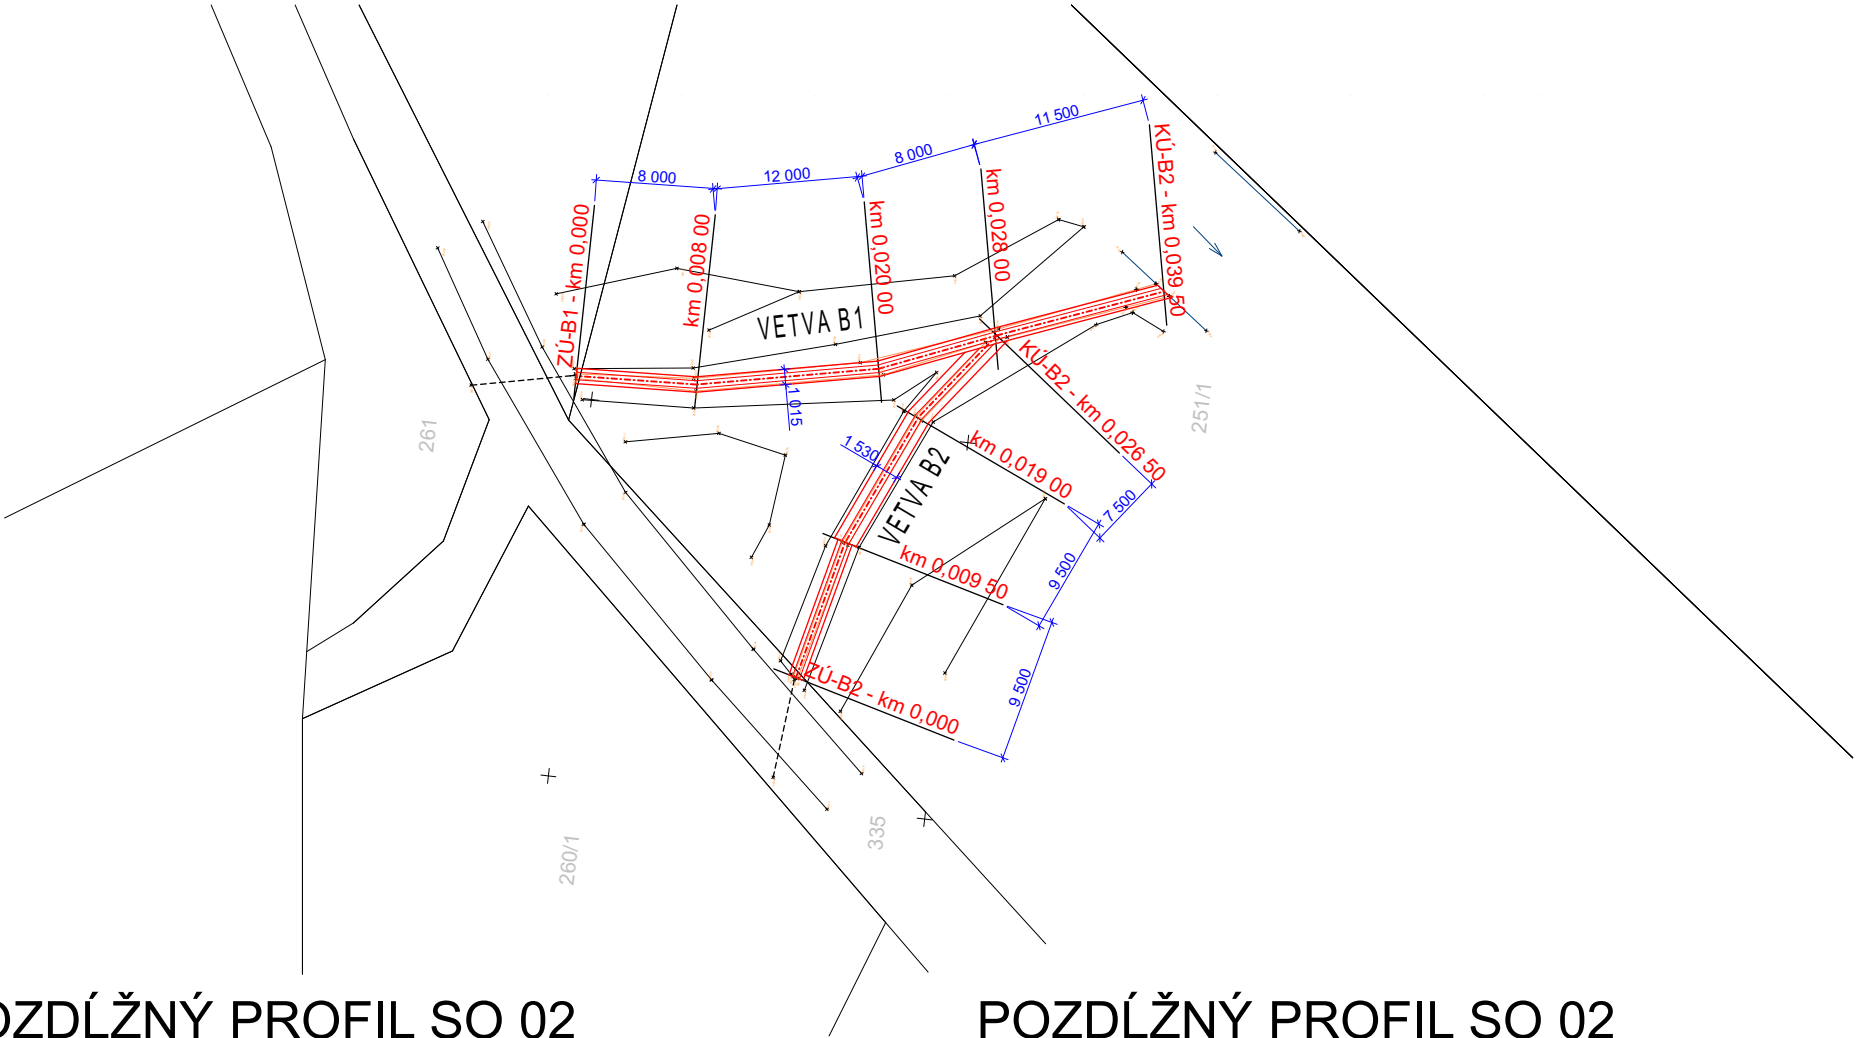 11 500
8 000
12 000
8 000
ZÚ-B1 - km 0,000
km 0,008 00
km 0,020 00
km 0,028 00
KÚ-B2 - km 0,039 50
VETVA B1
1 015
KÚ-B2 - km 0,026 50
251/1
261
1 530
VETVA B2
km 0,019 00
7 500
km 0,009 50
9 500
ZÚ-B2 - km 0,000
9 500
260/1
335
OZDĹŽNÝ PROFIL SO 02
POZDĹŽNÝ PROFIL SO 02